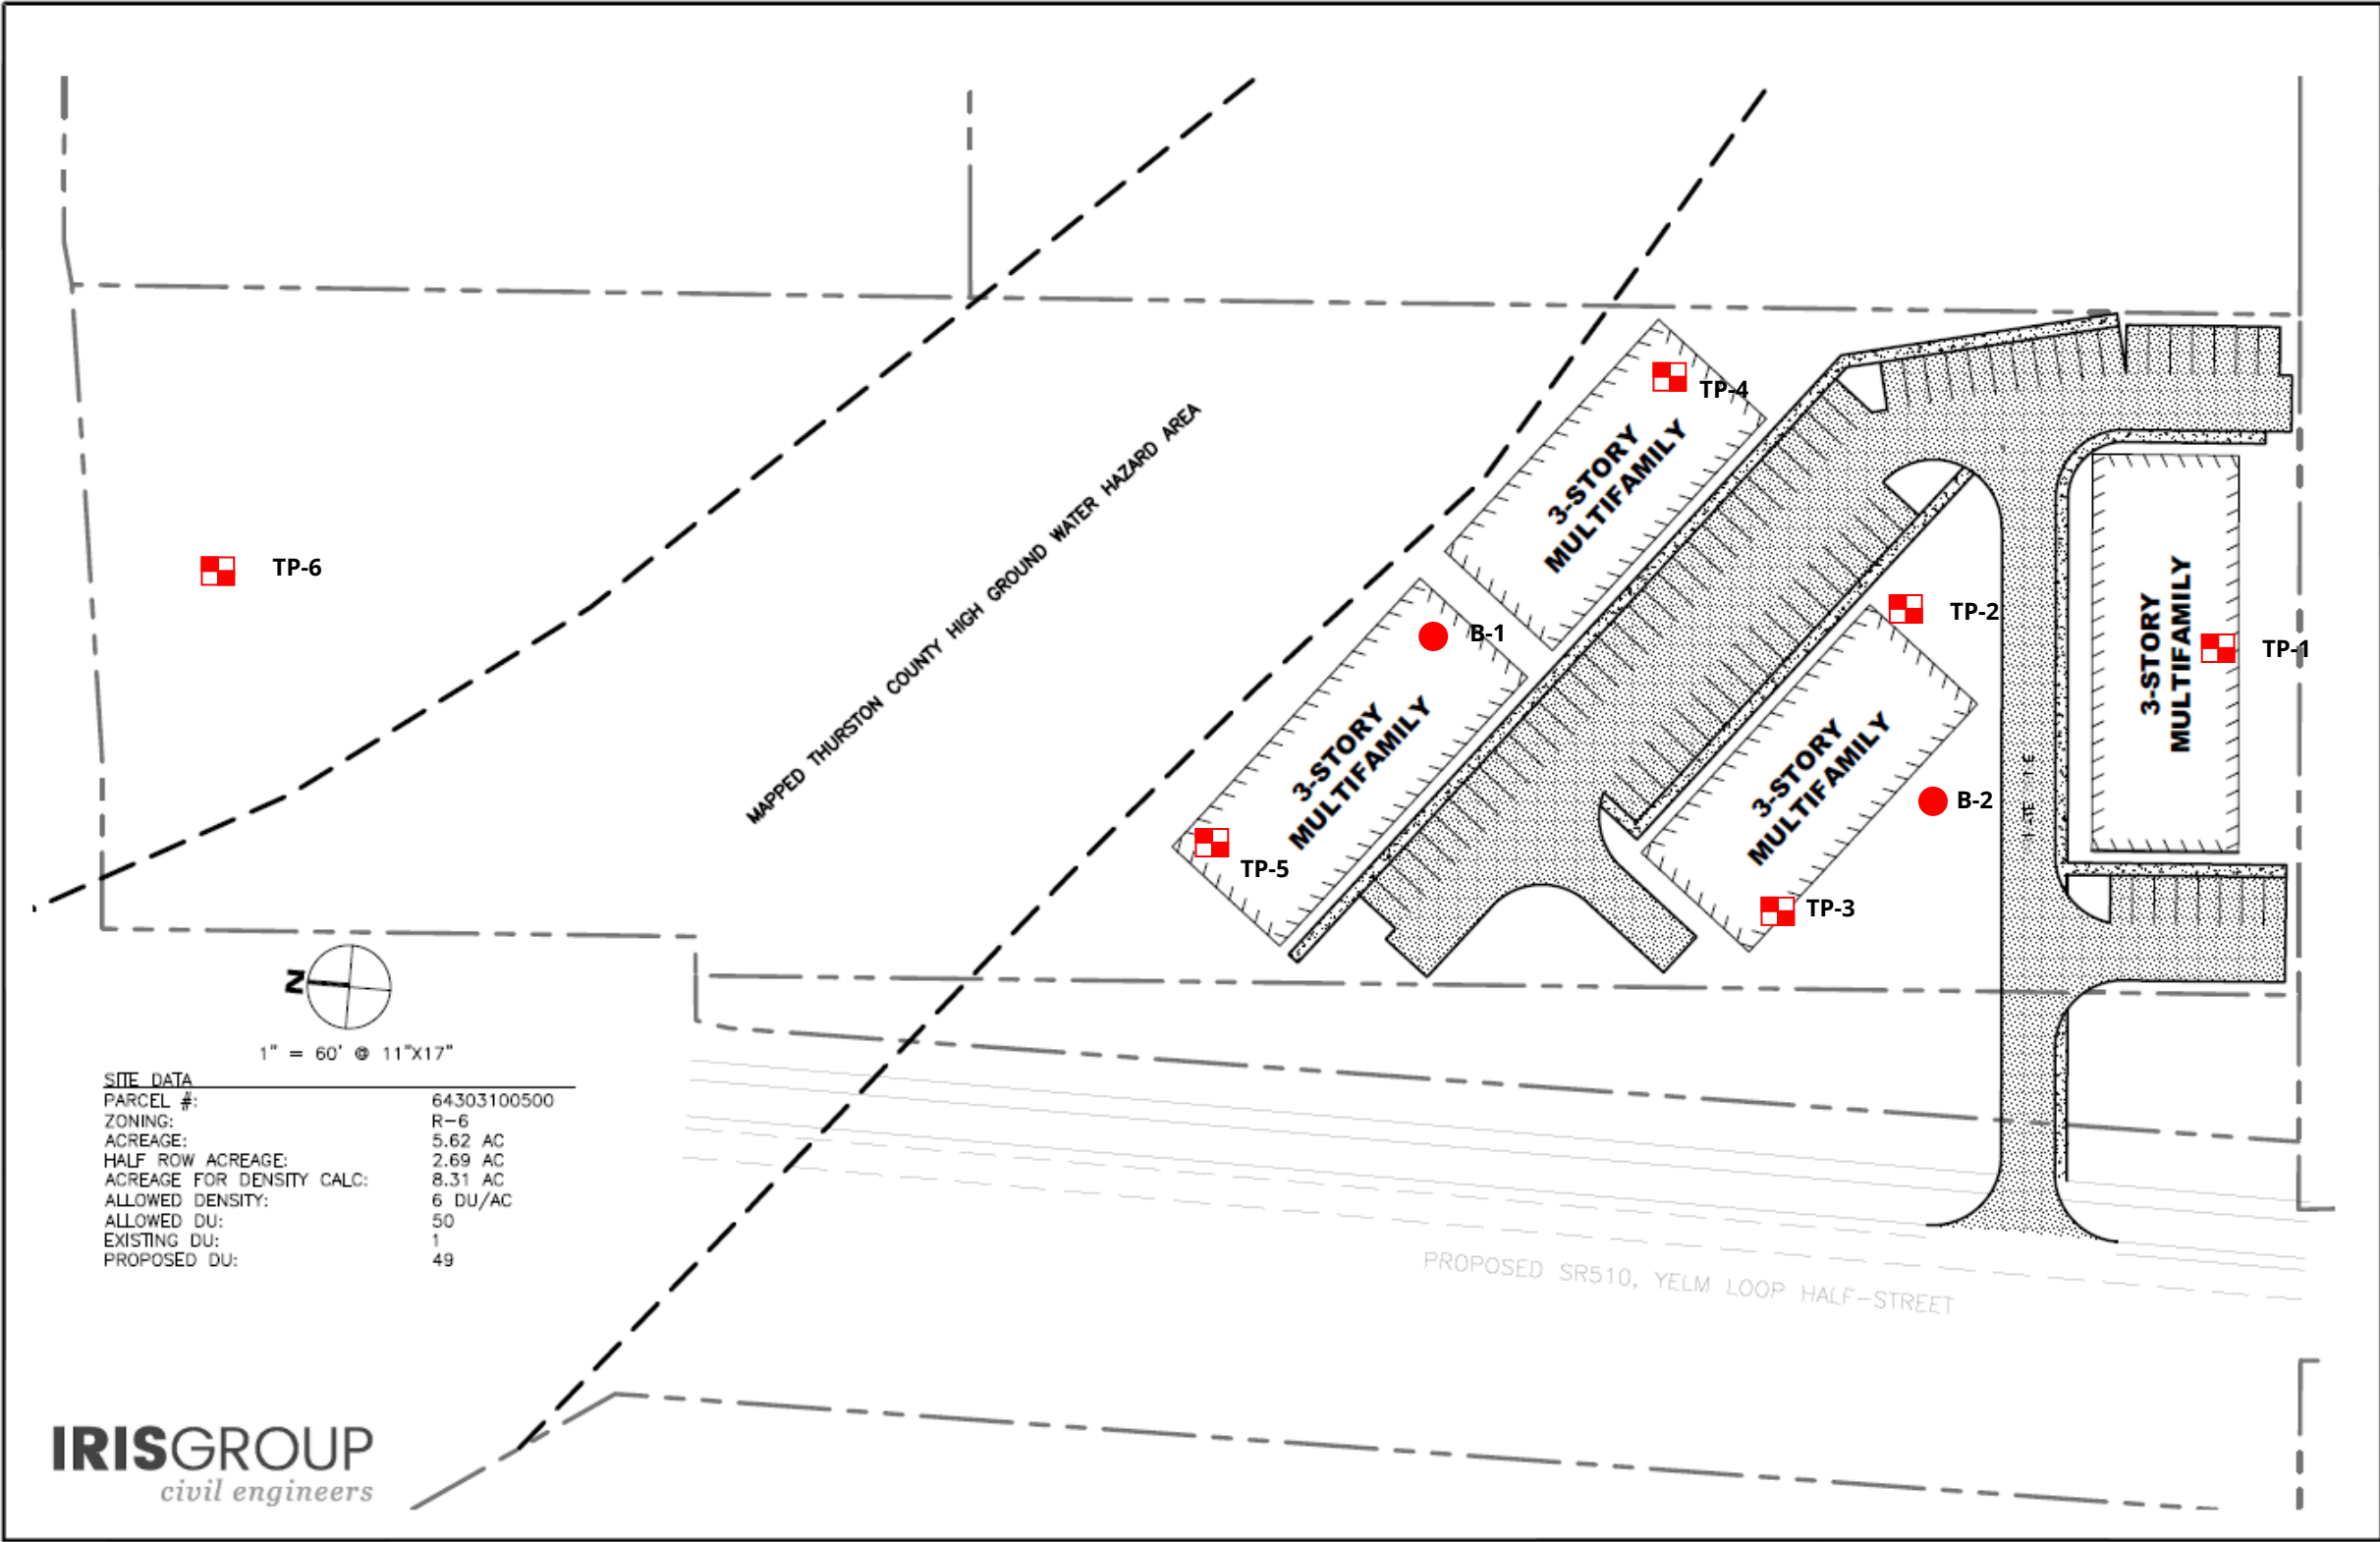 TP-4
3-STORY
MULTIFAMILY
MAPPED THURSTON COUNTY HIGH GROUND WATER HAZARD AREA
TP-6
B-1
TP-2
TP-1
3-STORY
MULTIFAMILY
3-STORY
MULTIFAMILY
3-STORY
MULTIFAMILY
B-2
TP-5
TP-3
N
1" = 60' @ 11"X17"
SITE DATA
PARCEL #: 64303100500
ZONING: R-6
ACREAGE: 5.62 AC
HALF ROW ACREAGE: 2.69 AC
ACREAGE FOR DENSITY CALC: 8.31 AC
ALLOWED DENSITY: 6 DU/AC
ALLOWED DU: 50
EXISTING DU: 1
PROPOSED DU: 49
PROPOSED SR510, YELM LOOP HALF-STREET
IRISGROUP
civil engineers